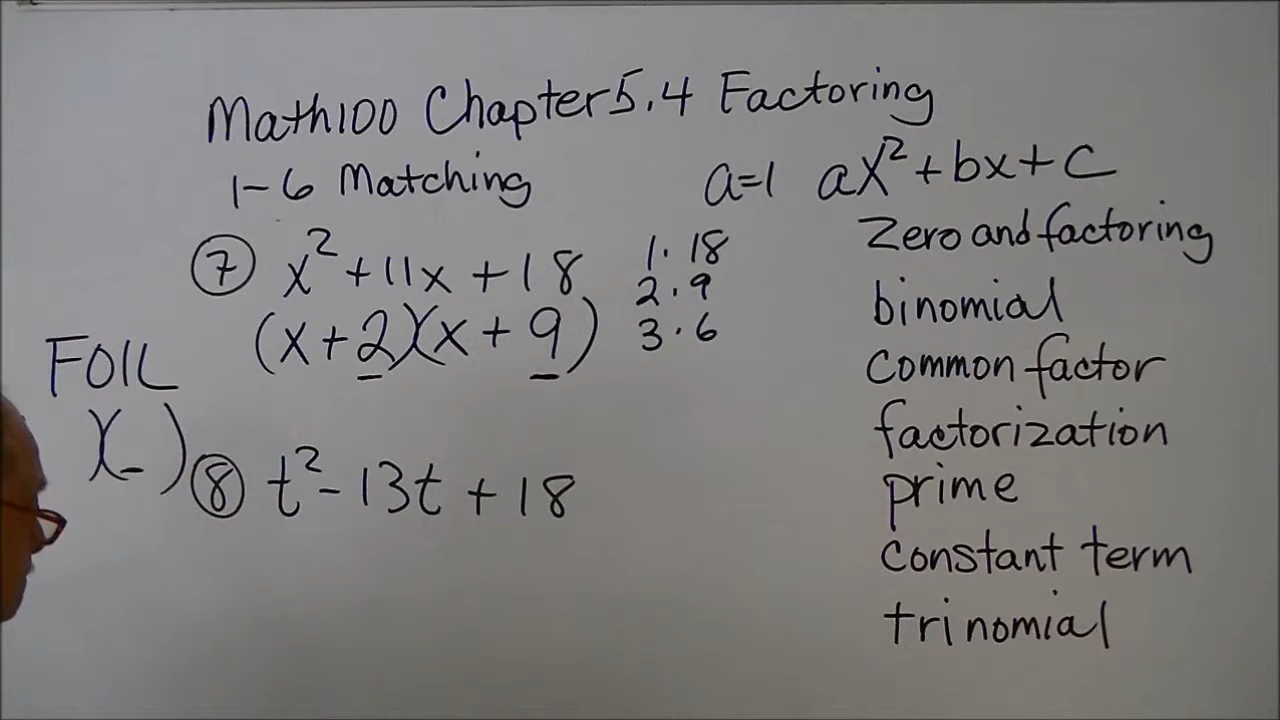 Math100 Chapter 5.4 Factoring
1-6 Matching
a=1 ax²+bx+c
⑦ x²+11x+18
1·18
2·9
3·6
(x+2)(x+9)
FOIL
)(-)
⑧ t²-13t+18
Zero and factoring
binomial
common factor
factorization
prime
constant term
trinomial